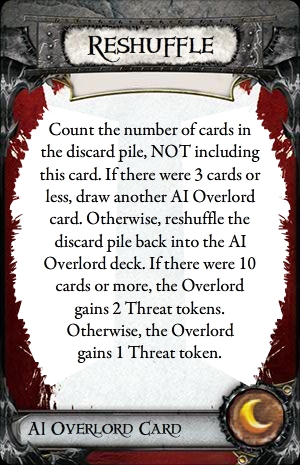 Reshuffle
Count the number of cards in
the discard pile, NOT including
this card. If there were 3 cards or
less, draw another AI Overlord
card. Otherwise, reshuffle the
discard pile back into the AI
Overlord deck. If there were 10
cards or more, the Overlord
gains 2 Threat tokens.
Otherwise, the Overlord
gains 1 Threat token.
AI Overlord Card